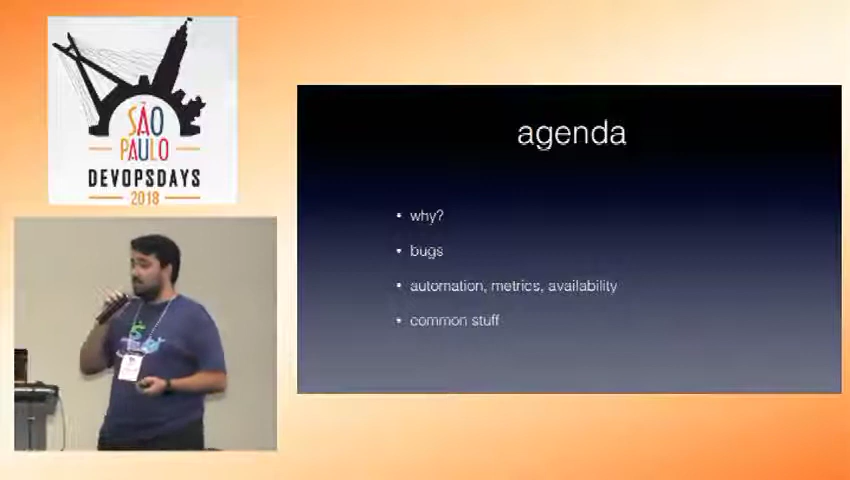 SÃO
PAULO
DEVOPSDAYS
2018
agenda
• why?
• bugs
• automation, metrics, availability
• common stuff